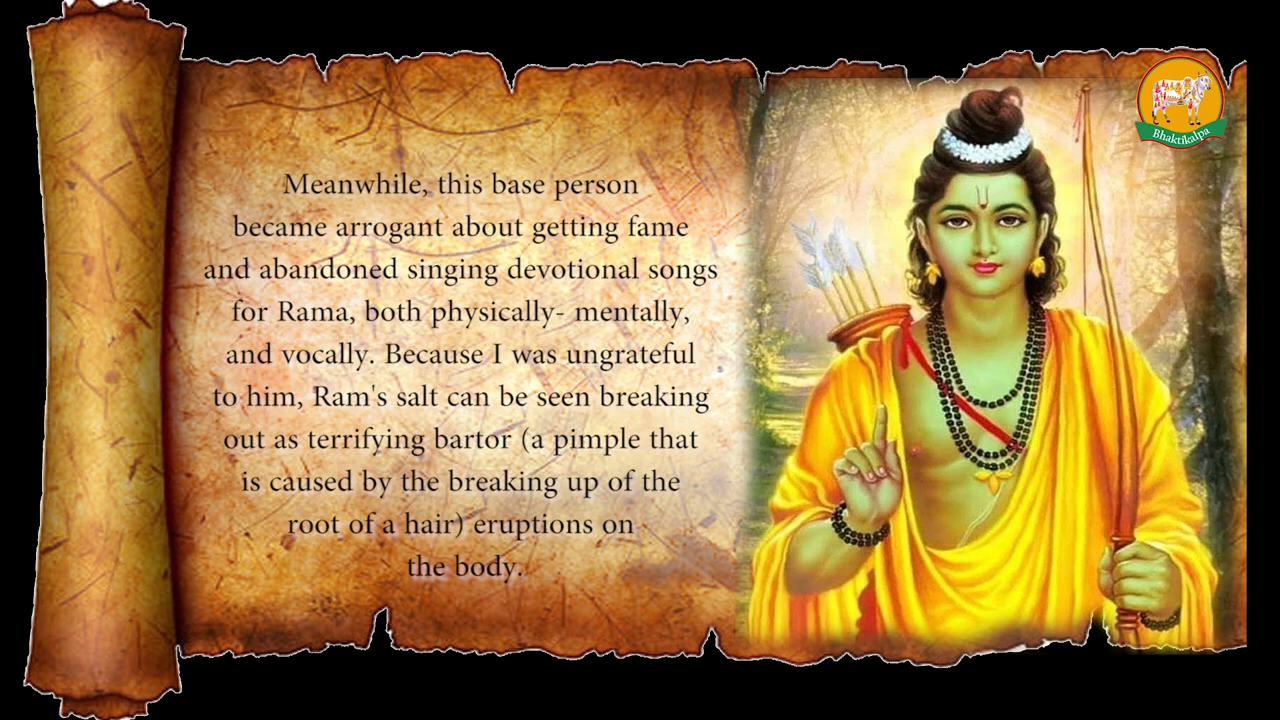 Meanwhile, this base person
became arrogant about getting fame
and abandoned singing devotional songs
for Rama, both physically- mentally,
and vocally. Because I was ungrateful
to him, Ram's salt can be seen breaking
out as terrifying bartor (a pimple that
is caused by the breaking up of the
root of a hair) eruptions on
the body.
Bhaktikalpa